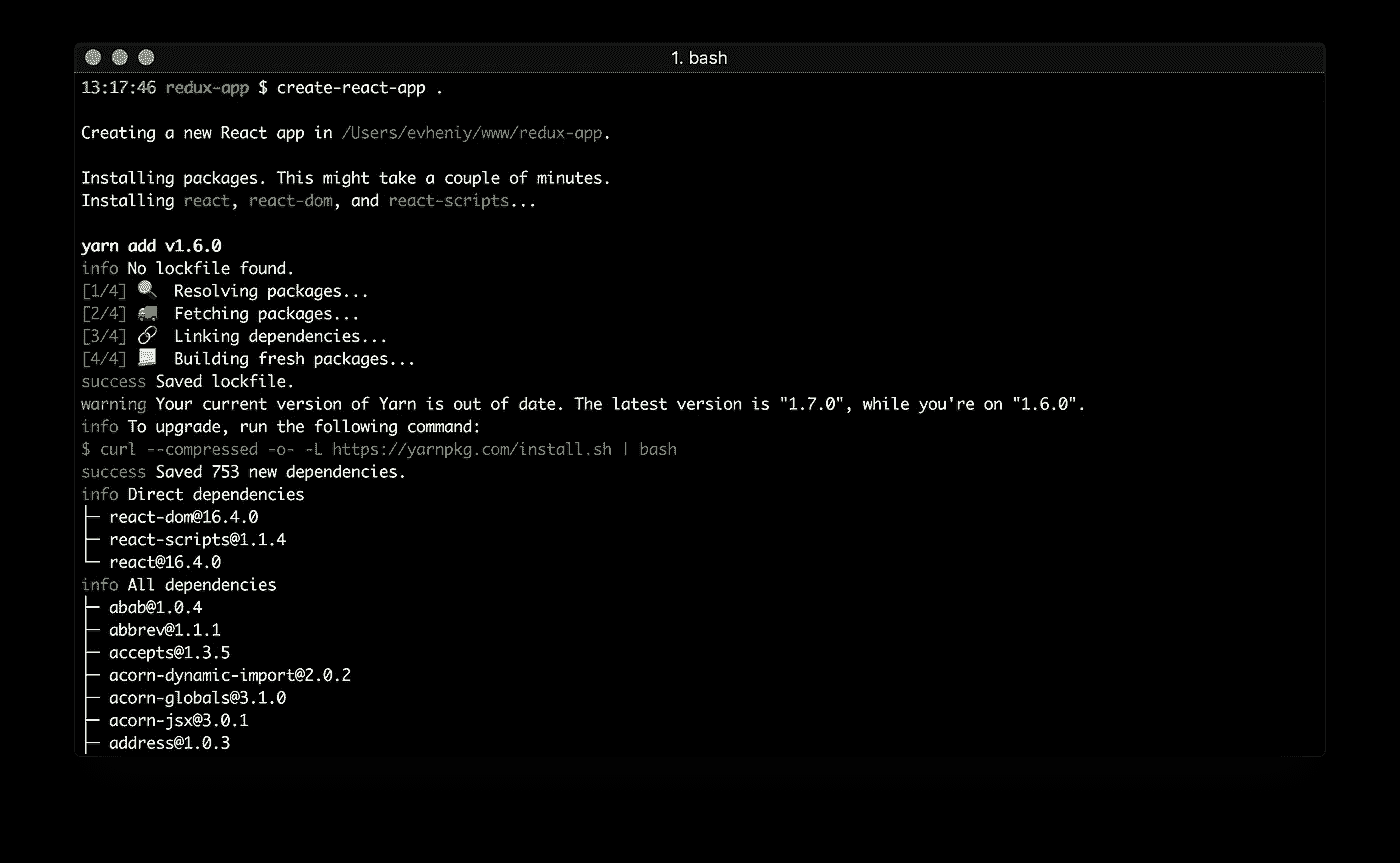 1. bash
13:17:46 redux-app $ create-react-app .
Creating a new React app in /Users/evheniy/www/redux-app.
Installing packages. This might take a couple of minutes.
Installing react, react-dom, and react-scripts...
yarn add v1.6.0
info No lockfile found.
[1/4] 🔍 Resolving packages...
[2/4] 🚚 Fetching packages...
[3/4] 🔗 Linking dependencies...
[4/4] 📃 Building fresh packages...
success Saved lockfile.
warning Your current version of Yarn is out of date. The latest version is "1.7.0", while you're on "1.6.0".
info To upgrade, run the following command:
$ curl --compressed -o- -L https://yarnpkg.com/install.sh | bash
success Saved 753 new dependencies.
info Direct dependencies
├─ react-dom@16.4.0
├─ react-scripts@1.1.4
└─ react@16.4.0
info All dependencies
├─ abab@1.0.4
├─ abbrev@1.1.1
├─ accepts@1.3.5
├─ acorn-dynamic-import@2.0.2
├─ acorn-globals@3.1.0
├─ acorn-jsx@3.0.1
├─ address@1.0.3